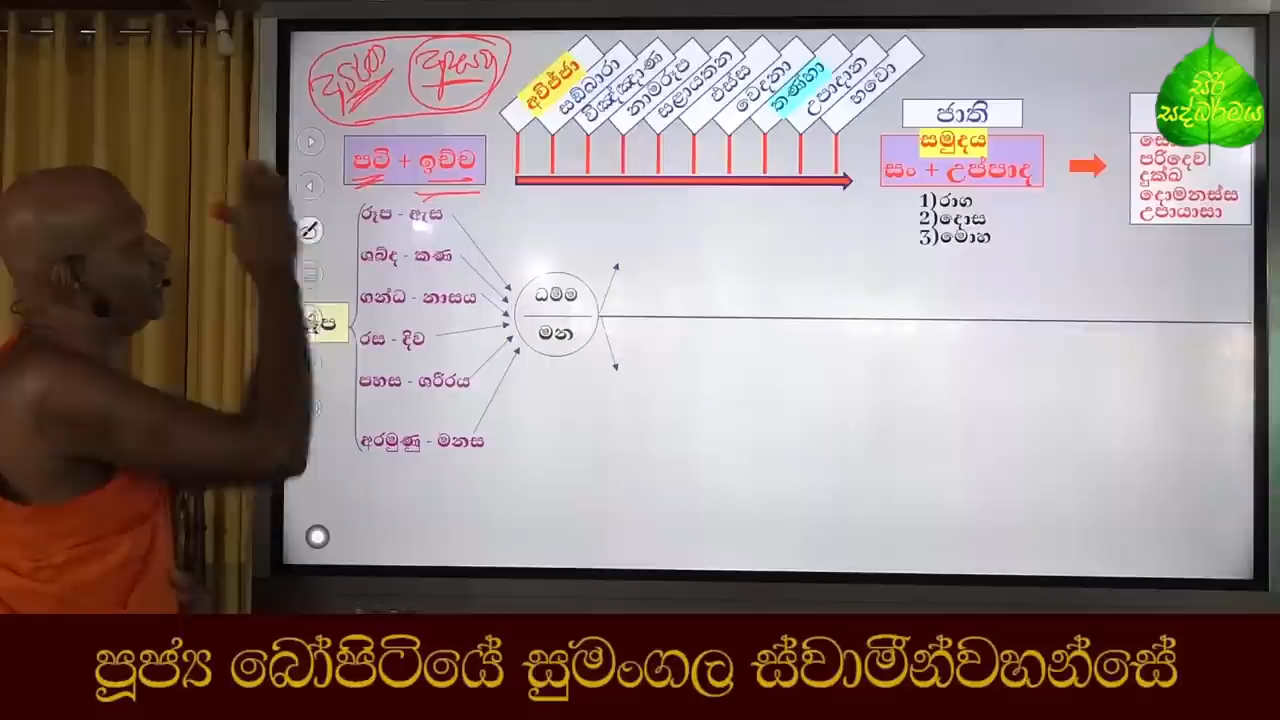 අවිජ්ජා
සඞ්ඛාරා
විඤ්ඤාණ
නාමරූප
සළායතන
ඵස්ස
වේදනා
තණ්හා
උපාදාන
භවො
ජාති
සමුදය
සං + උප්පාද
1)රාග
2)දොස
3)මොහ
පරිදෙව
දුක්ඛ
දොමනස්ස
උපායාසා
සිරි
සද්ධර්මය
පටි + ඉච්ච
රූප - ඇස
ශබ්ද - කණ
ගන්ධ - නාසය
රස - දිව
පහස - ශරීරය
අරමුණු - මනස
ධම්ම
මන
පූජ්‍ය බෝපිටියේ සුමංගල ස්වාමීන්වහන්සේ